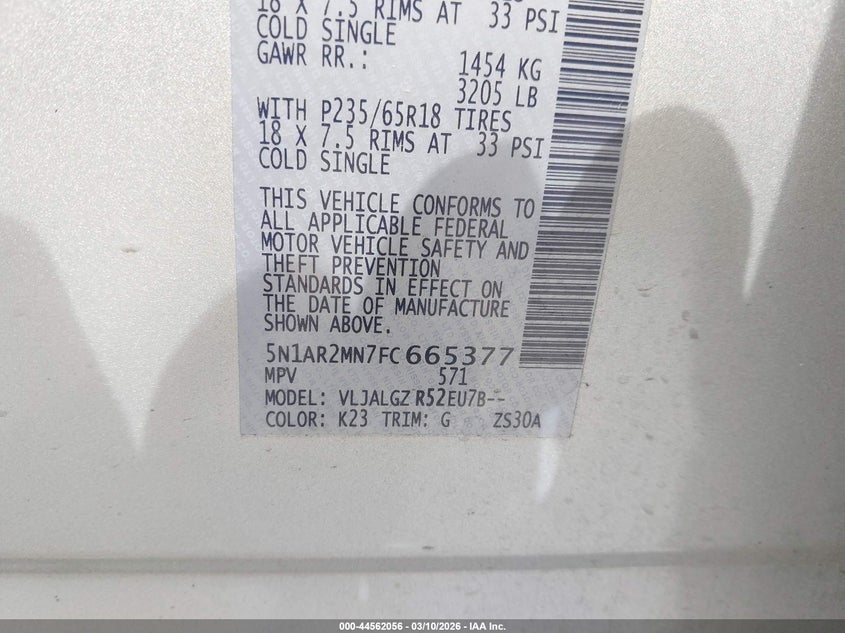 18 X 7.5 RIMS AT 33 PSI
COLD SINGLE
GAWR RR.: 1454 KG
3205 LB
WITH P235/65R18 TIRES
18 X 7.5 RIMS AT 33 PSI
COLD SINGLE
THIS VEHICLE CONFORMS TO
ALL APPLICABLE FEDERAL
MOTOR VEHICLE SAFETY AND
THEFT PREVENTION
STANDARDS IN EFFECT ON
THE DATE OF MANUFACTURE
SHOWN ABOVE.
5N1AR2MN7FC665377
MPV 571
MODEL: VLJALGZ R52EU7B--
COLOR: K23 TRIM: G ZS30A
000-44562056 — 03/10/2026 — IAA Inc.